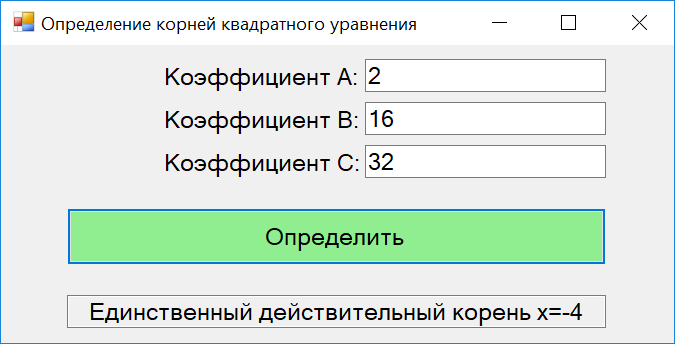 Определение корней квадратного уравнения
Коэффициент A: 2
Коэффициент B: 16
Коэффициент C: 32
Определить
Единственный действительный корень x=-4